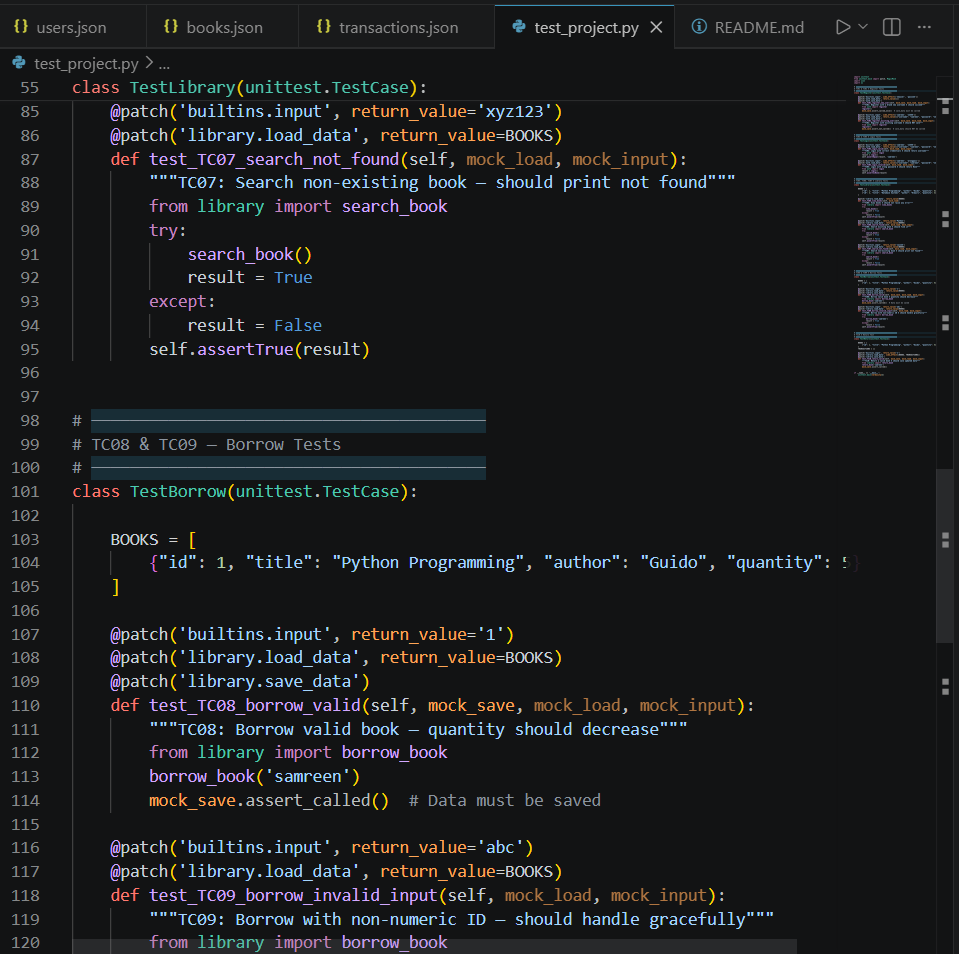 {} users.json {} books.json {} transactions.json test_project.py × README.md ...
test_project.py > ...
55 class TestLibrary(unittest.TestCase):
85 @patch('builtins.input', return_value='xyz123')
86 @patch('library.load_data', return_value=BOOKS)
87 def test_TC07_search_not_found(self, mock_load, mock_input):
88 """TC07: Search non-existing book — should print not found"""
89 from library import search_book
90 try:
91 search_book()
92 result = True
93 except:
94 result = False
95 self.assertTrue(result)
96
97
98 # ─────────────────────────────────────────
99 # TC08 & TC09 — Borrow Tests
100 # ─────────────────────────────────────────
101 class TestBorrow(unittest.TestCase):
102
103 BOOKS = [
104 {"id": 1, "title": "Python Programming", "author": "Guido", "quantity": 5
105 ]
106
107 @patch('builtins.input', return_value='1')
108 @patch('library.load_data', return_value=BOOKS)
109 @patch('library.save_data')
110 def test_TC08_borrow_valid(self, mock_save, mock_load, mock_input):
111 """TC08: Borrow valid book — quantity should decrease"""
112 from library import borrow_book
113 borrow_book('samreen')
114 mock_save.assert_called() # Data must be saved
115
116 @patch('builtins.input', return_value='abc')
117 @patch('library.load_data', return_value=BOOKS)
118 def test_TC09_borrow_invalid_input(self, mock_load, mock_input):
119 """TC09: Borrow with non-numeric ID — should handle gracefully"""
120 from library import borrow_book